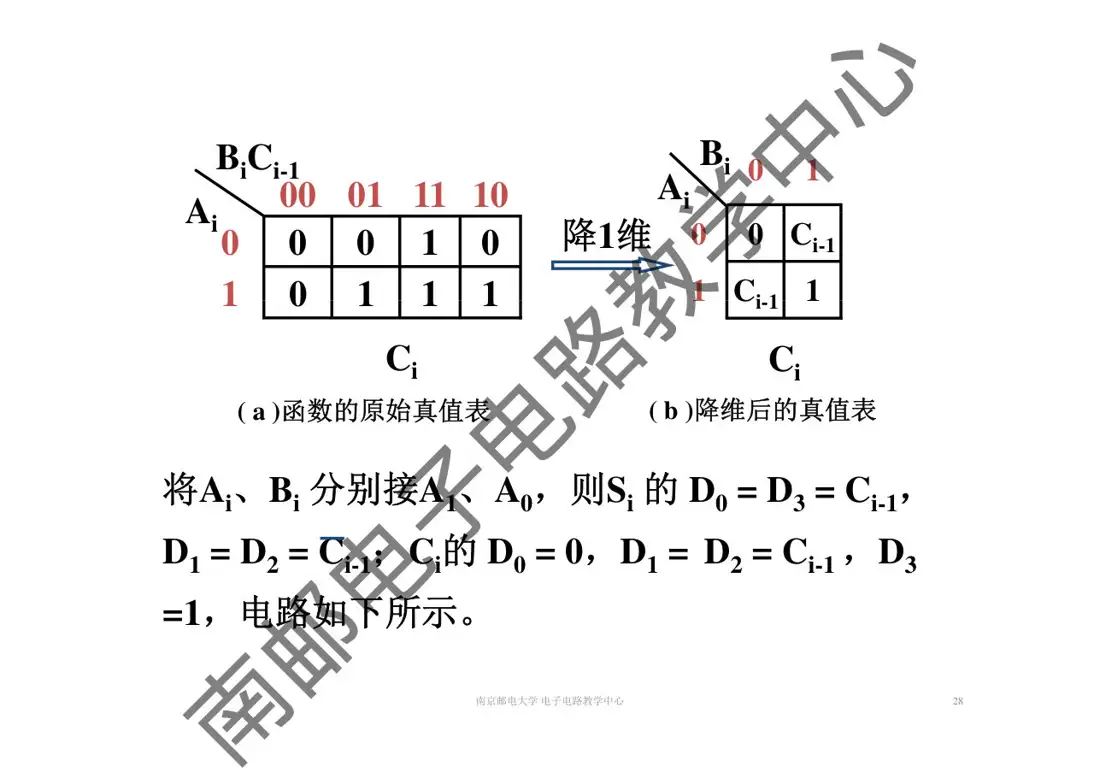 BᵢCᵢ₋₁
Aᵢ
00 01 11 10
0 0 0 1 0
1 0 1 1 1
Cᵢ
( a )函数的原始真值表
降1维
Bᵢ
Aᵢ
0 1
0 0 Cᵢ₋₁
1 Cᵢ₋₁ 1
Cᵢ
( b )降维后的真值表
将Aᵢ、Bᵢ 分别接A₁、A₀，则Sᵢ 的 D₀ = D₃ = Cᵢ₋₁，
D₁ = D₂ = C̅ᵢ₋₁；Cᵢ的 D₀ = 0，D₁ = D₂ = Cᵢ₋₁ ，D₃
=1，电路如下所示。
南邮电子电路教学中心
南京邮电大学 电子电路教学中心
28